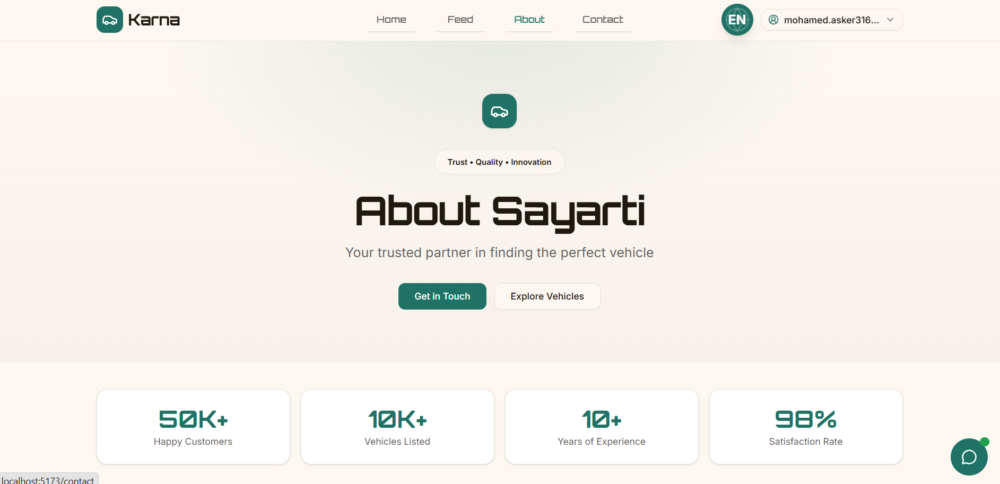 Karna
Home
Feed
About
Contact
EN
mohamed.asker316...
Trust • Quality • Innovation
About Sayarti
Your trusted partner in finding the perfect vehicle
Get in Touch
Explore Vehicles
50K+
Happy Customers
10K+
Vehicles Listed
10+
Years of Experience
98%
Satisfaction Rate
localhost:5173/contact